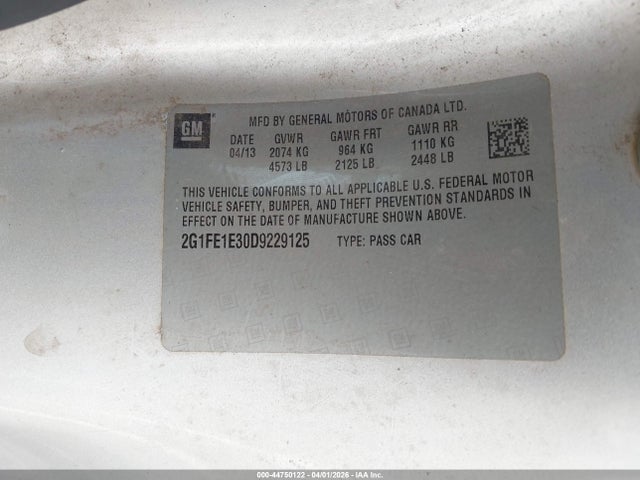 GM
MFD BY GENERAL MOTORS OF CANADA LTD.
DATE GVWR GAWR FRT GAWR RR
04/13 2074 KG 964 KG 1110 KG
4573 LB 2125 LB 2448 LB
THIS VEHICLE CONFORMS TO ALL APPLICABLE U.S. FEDERAL MOTOR
VEHICLE SAFETY, BUMPER, AND THEFT PREVENTION STANDARDS IN
EFFECT ON THE DATE OF MANUFACTURE SHOWN ABOVE.
2G1FE1E30D9229125 TYPE: PASS CAR
000-44750122 - 04/01/2026 - IAA Inc.